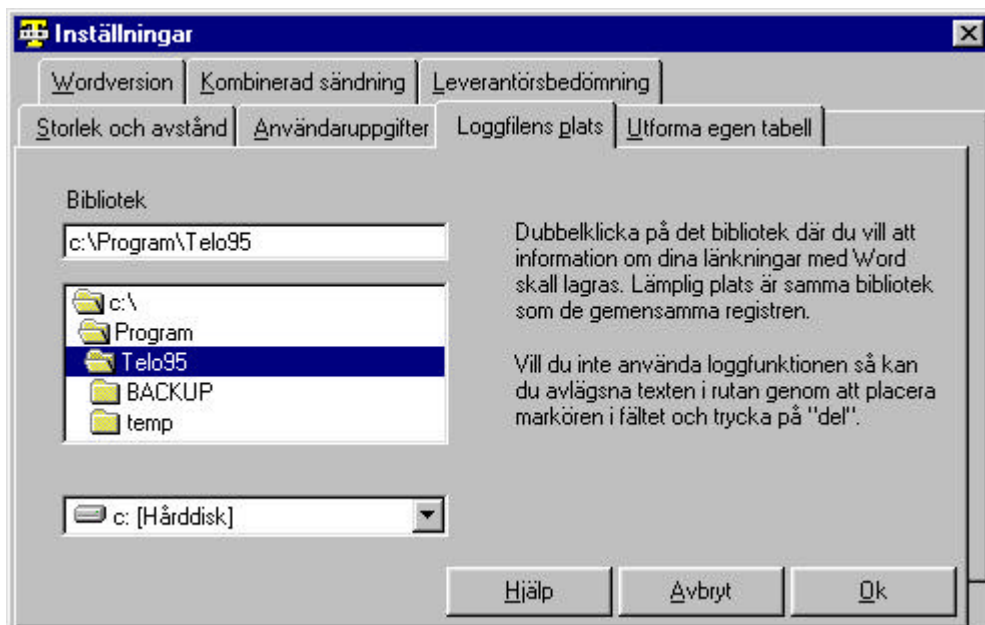 Inställningar
Wordversion
Kombinerad sändning
Leverantörsbedömning
Storlek och avstånd
Användaruppgifter
Loggfilens plats
Utforma egen tabell
Bibliotek
c:\Program\Telo95
c:\
Program
Telo95
BACKUP
temp
c: [Hårddisk]
Dubbelklicka på det bibliotek där du vill att
information om dina länkningar med Word
skall lagras. Lämplig plats är samma bibliotek
som de gemensamma registren.
Vill du inte använda loggfunktionen så kan
du avlägsna texten i rutan genom att placera
markören i fältet och trycka på "del".
Hjälp
Avbryt
Ok